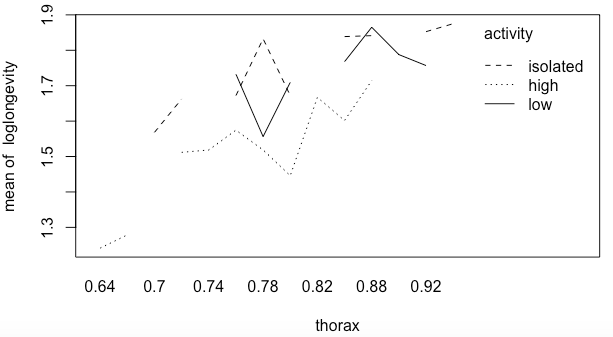 1.9
1.7
1.5
1.3
mean of loglongevity
activity
isolated
high
low
0.64 0.7 0.74 0.78 0.82 0.88 0.92
thorax